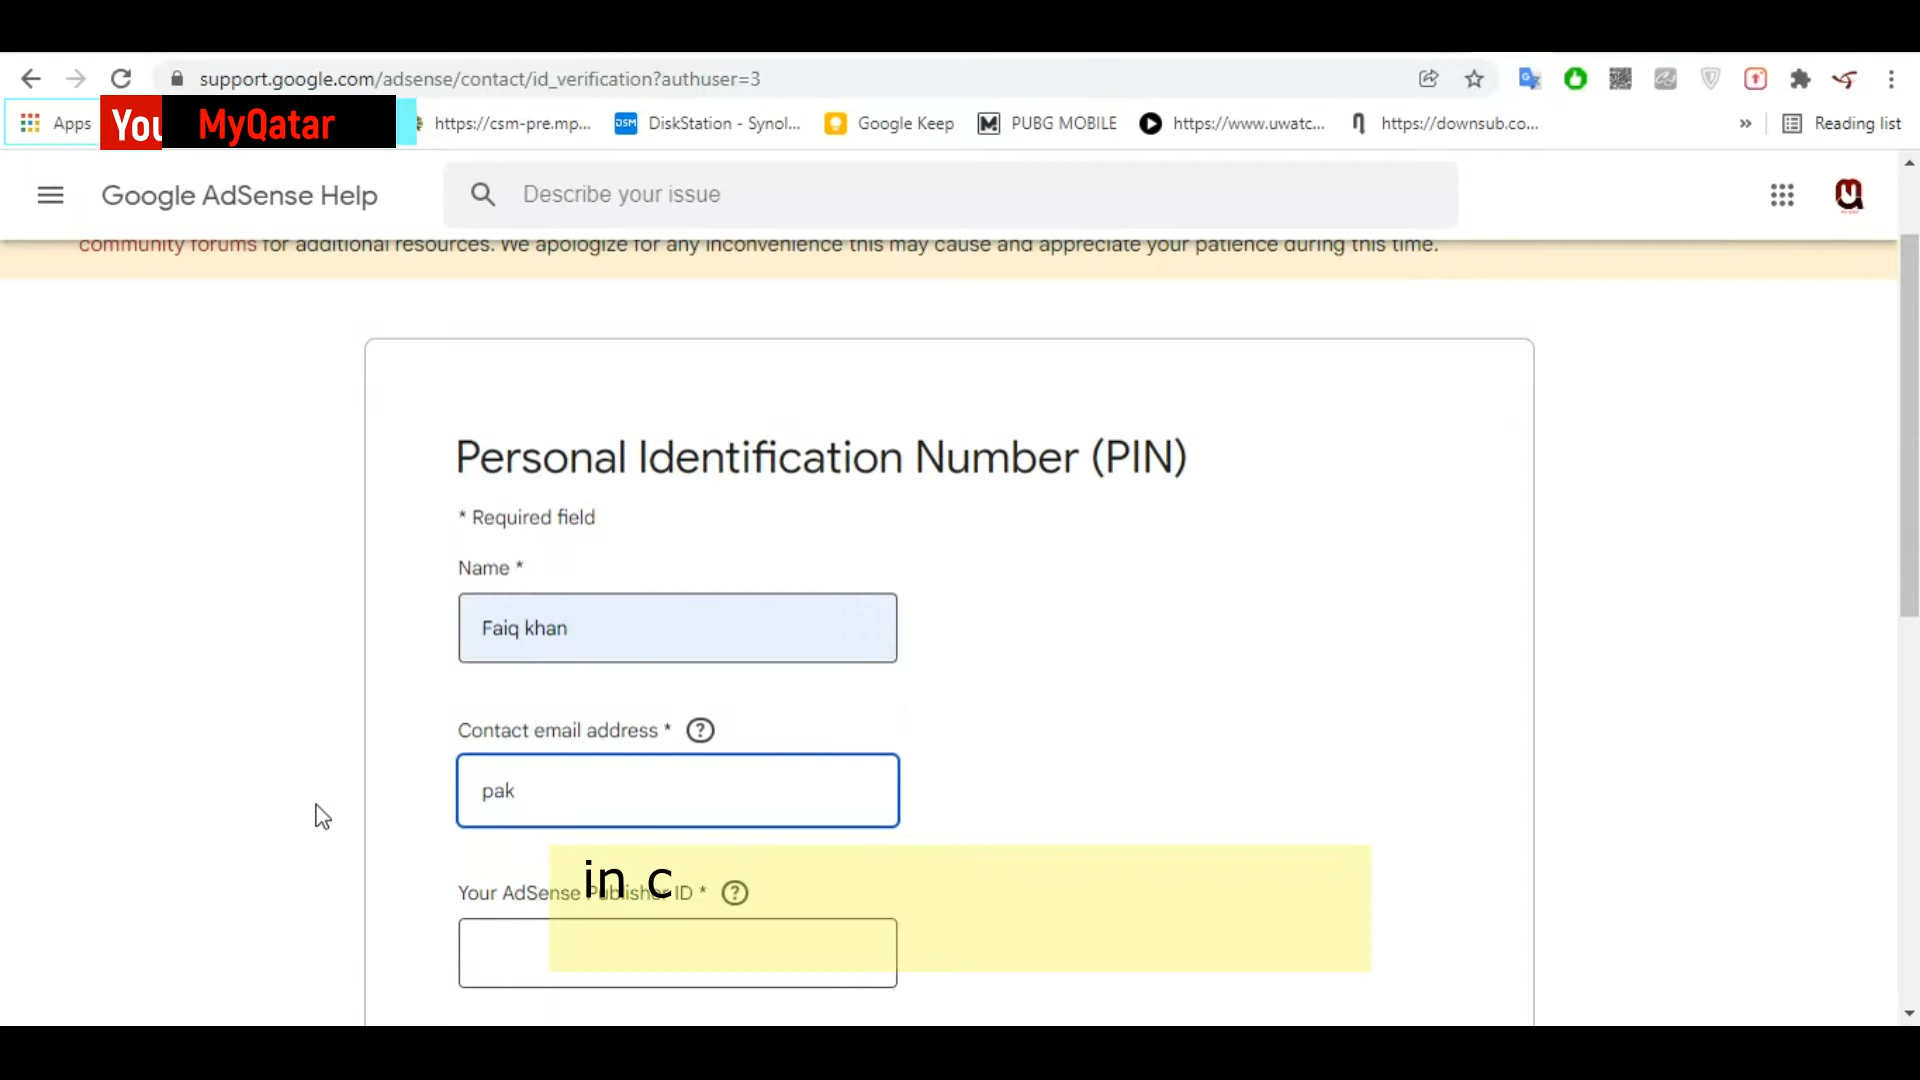 support.google.com/adsense/contact/id_verification?authuser=3
Apps You MyQatar https://csm-pre.mp... DSM DiskStation - Synol... Google Keep PUBG MOBILE https://www.uwatc... https://downsub.co... » Reading list
Google AdSense Help Describe your issue
community forums for additional resources. We apologize for any inconvenience this may cause and appreciate your patience during this time.
Personal Identification Number (PIN)
* Required field
Name *
Faiq khan
Contact email address * ?
pak
in c
Your AdSense Publisher ID * ?